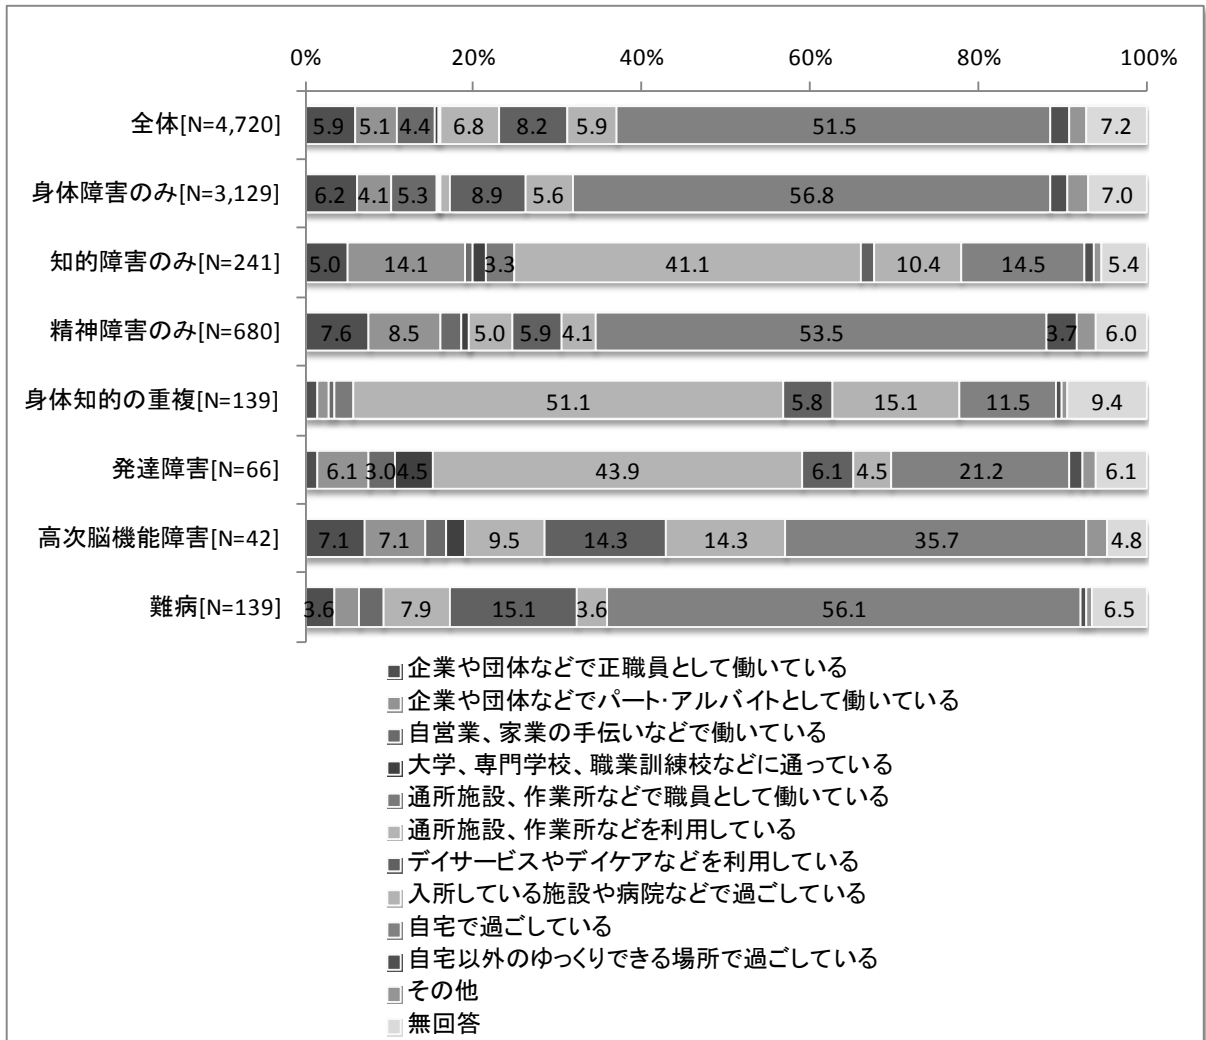 0% 20% 40% 60% 80% 100%
全体[N=4,720] 5.9 5.1 4.4 6.8 8.2 5.9 51.5 7.2
身体障害のみ[N=3,129] 6.2 4.1 5.3 8.9 5.6 56.8 7.0
知的障害のみ[N=241] 5.0 14.1 3.3 41.1 10.4 14.5 5.4
精神障害のみ[N=680] 7.6 8.5 5.0 5.9 4.1 53.5 3.7 6.0
身体知的の重複[N=139] 51.1 5.8 15.1 11.5 9.4
発達障害[N=66] 6.1 3.0 4.5 43.9 6.1 4.5 21.2 6.1
高次脳機能障害[N=42] 7.1 7.1 9.5 14.3 14.3 35.7 4.8
難病[N=139] 3.6 7.9 15.1 3.6 56.1 6.5
企業や団体などで正職員として働いている
企業や団体などでパート・アルバイトとして働いている
自営業、家業の手伝いなどで働いている
大学、専門学校、職業訓練校などに通っている
通所施設、作業所などで職員として働いている
通所施設、作業所などを利用している
デイサービスやデイケアなどを利用している
入所している施設や病院などで過ごしている
自宅で過ごしている
自宅以外のゆっくりできる場所で過ごしている
その他
無回答